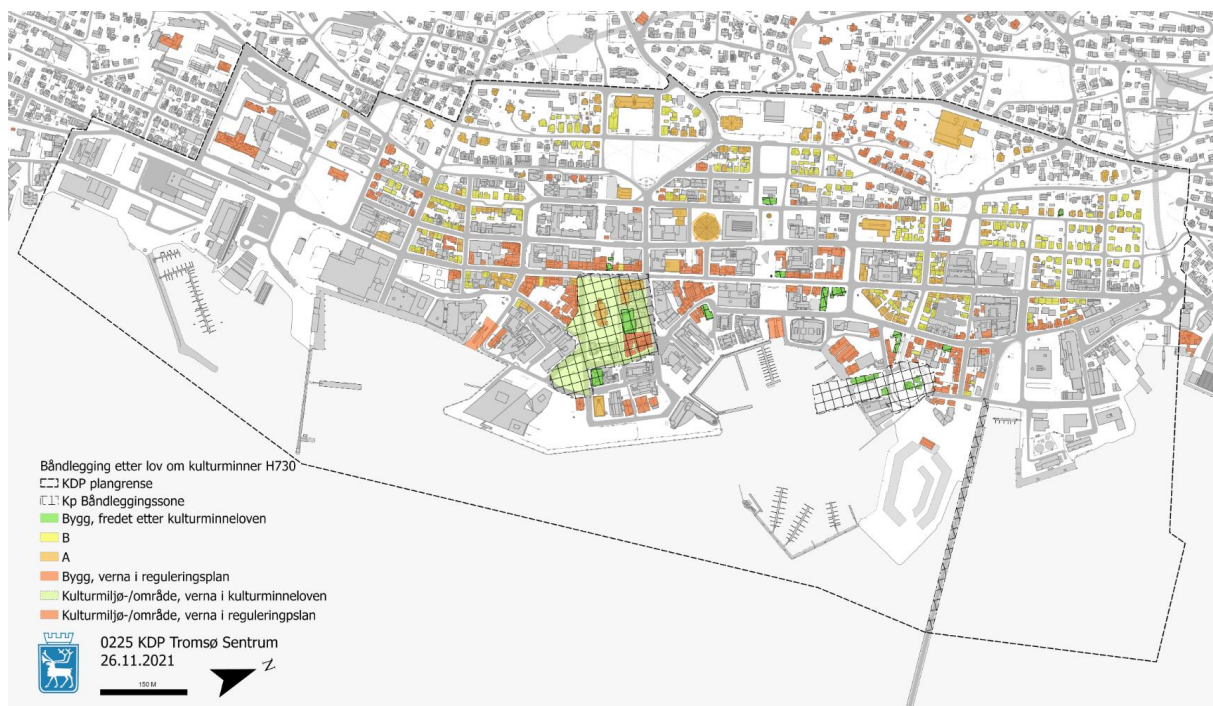 Båndlegging etter lov om kulturminner H730
KDP plangrense
Kp Båndleggingssone
Bygg, fredet etter kulturminneloven
B
A
Bygg, verna i reguleringsplan
Kulturmiljø-/område, verna i kulturminneloven
Kulturmiljø-/område, verna i reguleringpslan
0225 KDP Tromsø Sentrum
26.11.2021
150 M
N